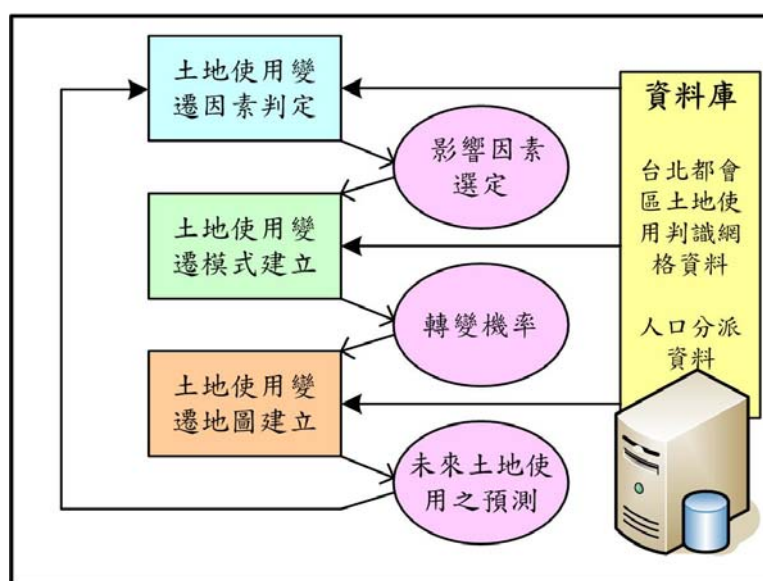 土地使用變
遷因素判定
影響因素
選定
土地使用變
遷模式建立
轉變機率
土地使用變
遷地圖建立
未來土地使
用之預測
資料庫
台北都會
區土地使
用判識網
格資料
人口分派
資料